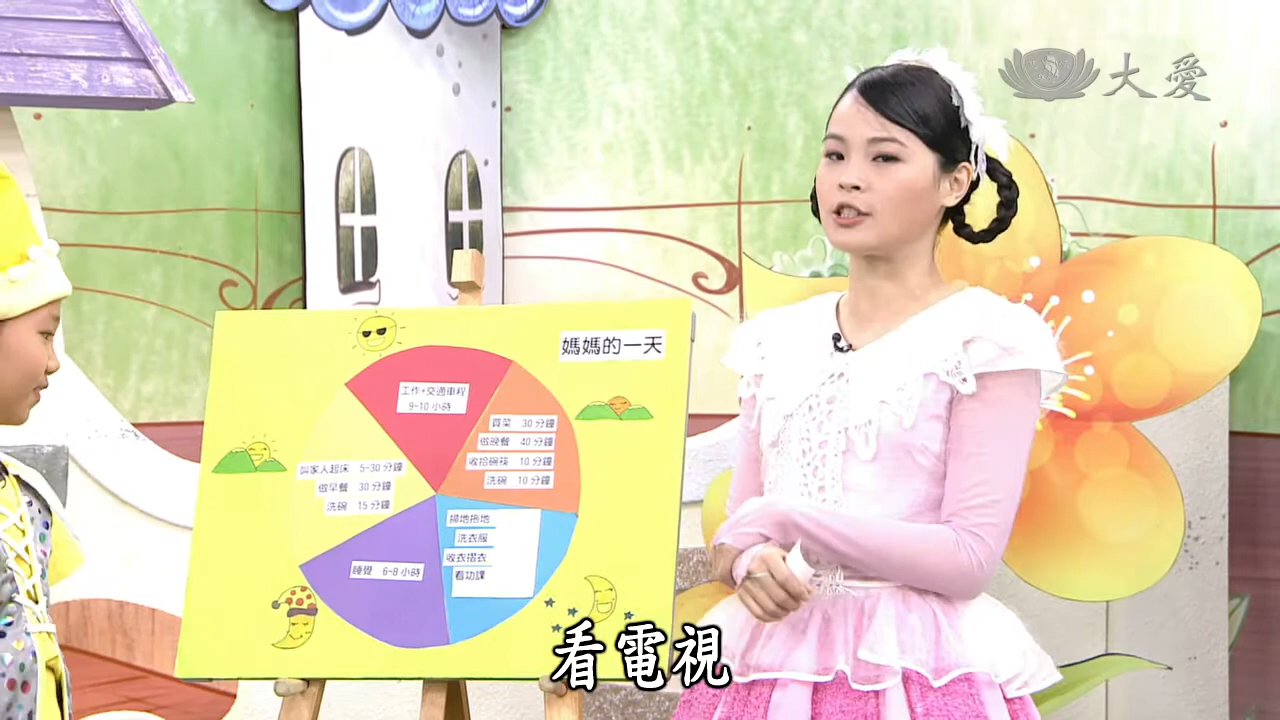 大愛
媽媽的一天
工作+交通車程
9~10 小時
買菜 30 分鐘
做晚餐 40 分鐘
收拾碗筷 10 分鐘
洗碗 10 分鐘
叫家人起床 5~30 分鐘
做早餐 30 分鐘
洗碗 15 分鐘
掃地拖地
洗衣服
收衣摺衣
看功課
睡覺 6~8 小時
看電視